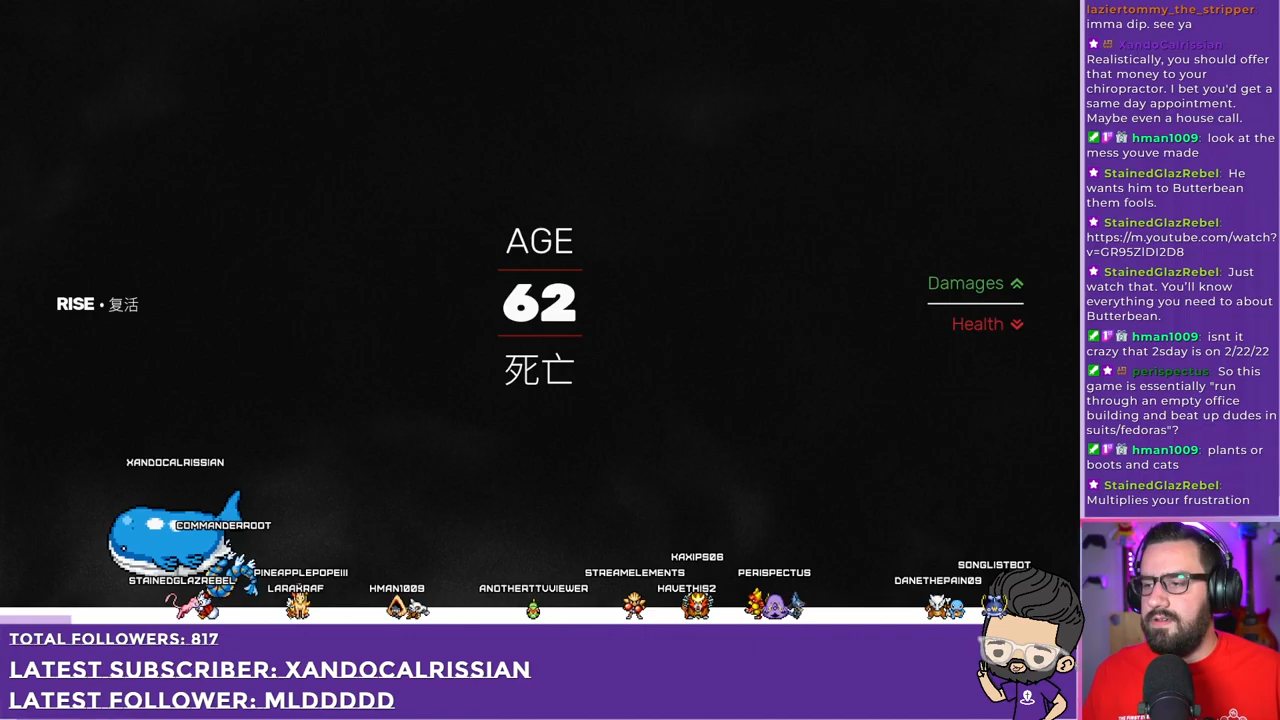 AGE
62
死亡
RISE • 复活
Damages
Health
XANDOCALRISSIAN
COMMANDERROOT
STAINEDGLAZREBEL
PINEAPPLEPOPEIII
LARAKRAF
HMAN1009
ANOTHERTTVVIEWER
STREAMELEMENTS
KAXIPS06
HAVETHIS2
PERISPECTUS
DANETHEPAIN09
SONGLISTBOT
TOTAL FOLLOWERS: 817
LATEST SUBSCRIBER: XANDOCALRISSIAN
LATEST FOLLOWER: MLDDDDD
laziertommy_the_stripper:
imma dip. see ya
XandoCalrissian:
Realistically, you should offer
that money to your
chiropractor. I bet you'd get a
same day appointment.
Maybe even a house call.
hman1009: look at the
mess youve made
StainedGlazRebel: He
wants him to Butterbean
them fools.
StainedGlazRebel:
https://m.youtube.com/watch?
v=GR95ZlDI2D8
StainedGlazRebel: Just
watch that. You'll know
everything you need to about
Butterbean.
hman1009: isnt it
crazy that 2sday is on 2/22/22
perispectus: So this
game is essentially "run
through an empty office
building and beat up dudes in
suits/fedoras"?
hman1009: plants or
boots and cats
StainedGlazRebel:
Multiplies your frustration